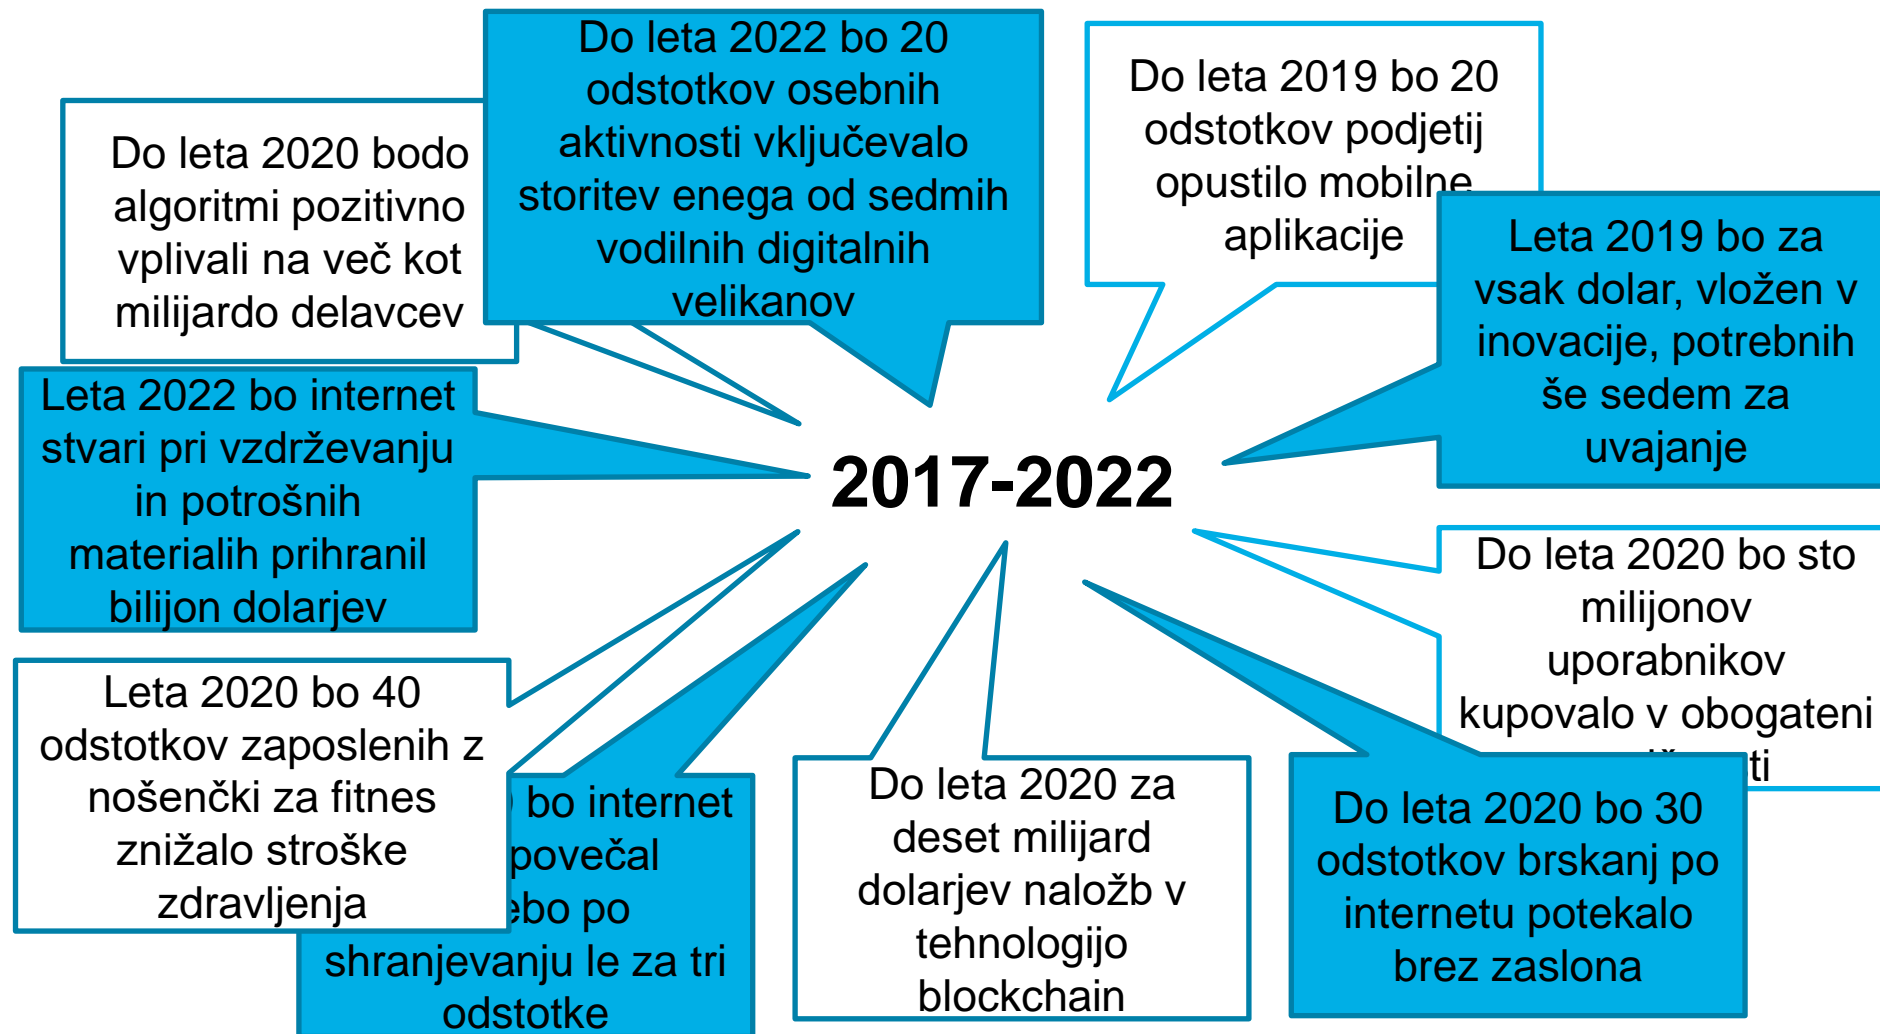 Do leta 2022 bo 20
odstotkov osebnih
aktivnosti vključevalo
storitev enega od sedmih
vodilnih digitalnih
velikanov
Do leta 2019 bo 20
odstotkov podjetij
opustilo mobilne
aplikacije
Do leta 2020 bodo
algoritmi pozitivno
vplivali na več kot
milijardo delavcev
Leta 2019 bo za
vsak dolar, vložen v
inovacije, potrebnih
še sedem za
uvajanje
Leta 2022 bo internet
stvari pri vzdrževanju
in potrošnih
materialih prihranil
bilijon dolarjev
2017-2022
Do leta 2020 bo sto
milijonov
uporabnikov
kupovalo v obogateni
Leta 2020 bo 40
odstotkov zaposlenih z
nošenčki za fitnes
znižalo stroške
zdravljenja
bo internet
povečal
po
shranjevanju le za tri
odstotke
Do leta 2020 za
deset milijard
dolarjev naložb v
tehnologijo
blockchain
Do leta 2020 bo 30
odstotkov brskanj po
internetu potekalo
brez zaslona